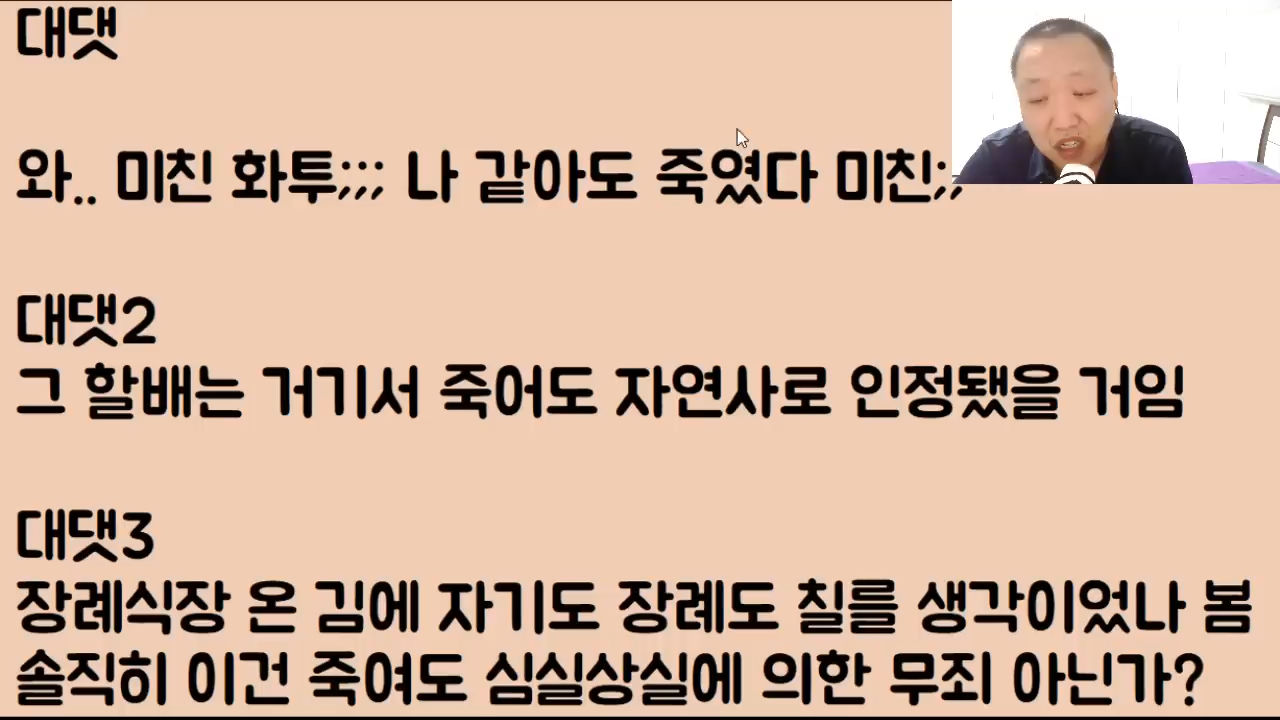 대댓
와.. 미친 화투;;; 나 같아도 죽였다 미친;;
대댓2
그 할배는 거기서 죽어도 자연사로 인정됐을 거임
대댓3
장례식장 온 김에 자기도 장례도 칠를 생각이었나 봄
솔직히 이건 죽여도 심실상실에 의한 무죄 아닌가?